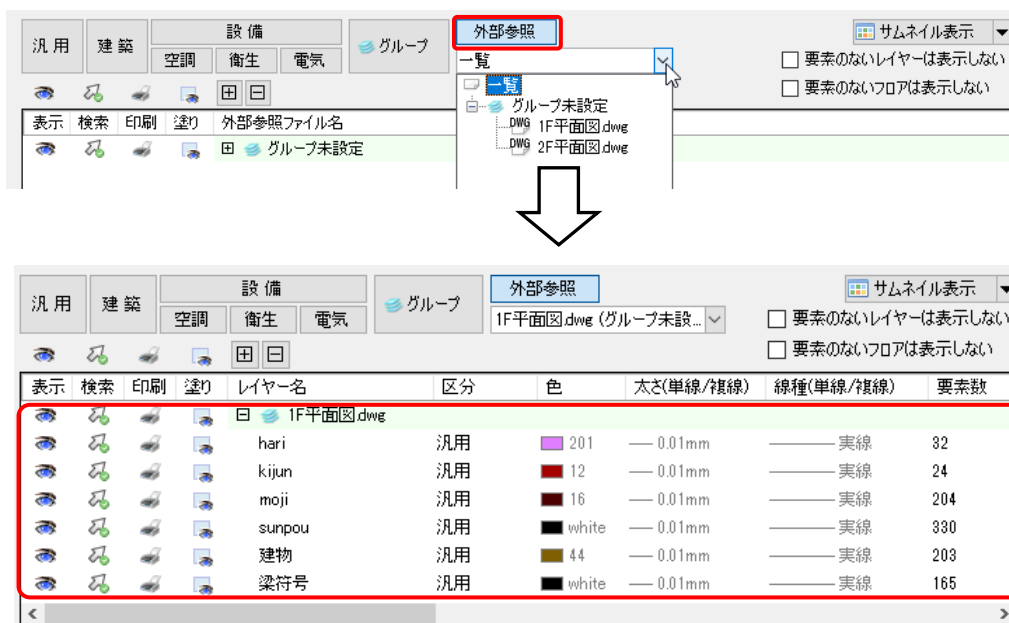 汎用 建築 設備 グループ 外部参照 サムネイル表示
空調 衛生 電気 一覧 要素のないレイヤーは表示しない
要素のないフロアは表示しない
一覧
グループ未設定
DWG 1F平面図.dwg
DWG 2F平面図.dwg
表示 検索 印刷 塗り 外部参照ファイル名
グループ未設定
汎用 建築 設備 グループ 外部参照 サムネイル表示
空調 衛生 電気 1F平面図.dwg (グループ未設... 要素のないレイヤーは表示しない
要素のないフロアは表示しない
表示 検索 印刷 塗り レイヤー名 区分 色 太さ(単線/複線) 線種(単線/複線) 要素数
1F平面図.dwg
hari 汎用 201 0.01mm 実線 32
kijun 汎用 12 0.01mm 実線 24
moji 汎用 16 0.01mm 実線 204
sunpou 汎用 white 0.01mm 実線 330
建物 汎用 44 0.01mm 実線 203
梁符号 汎用 white 0.01mm 実線 165